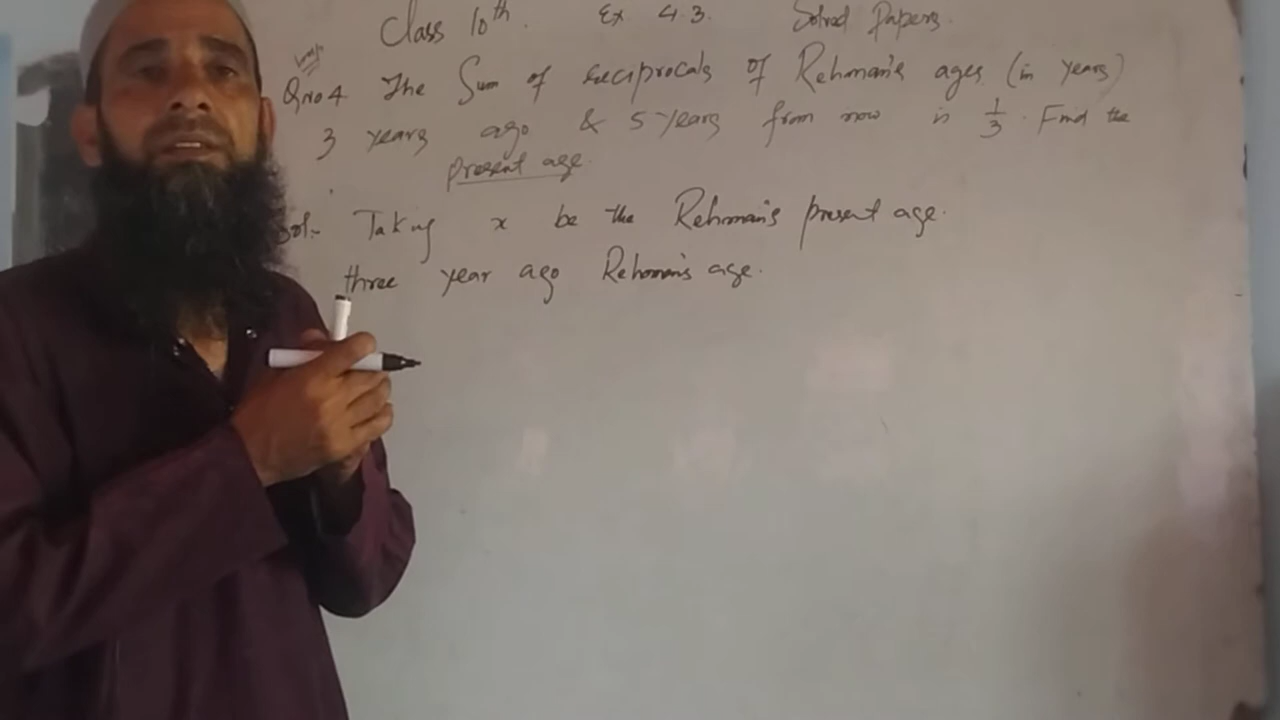 Class 10th. Ex 4.3. Solved Papers.
Imp
Qno 4 The Sum of reciprocals of Rehman's ages (in years)
3 years ago & 5 years from now is 1/3. Find the
present age.
Sol:- Taking x be the Rehman's present age.
three year ago Rehman's age.